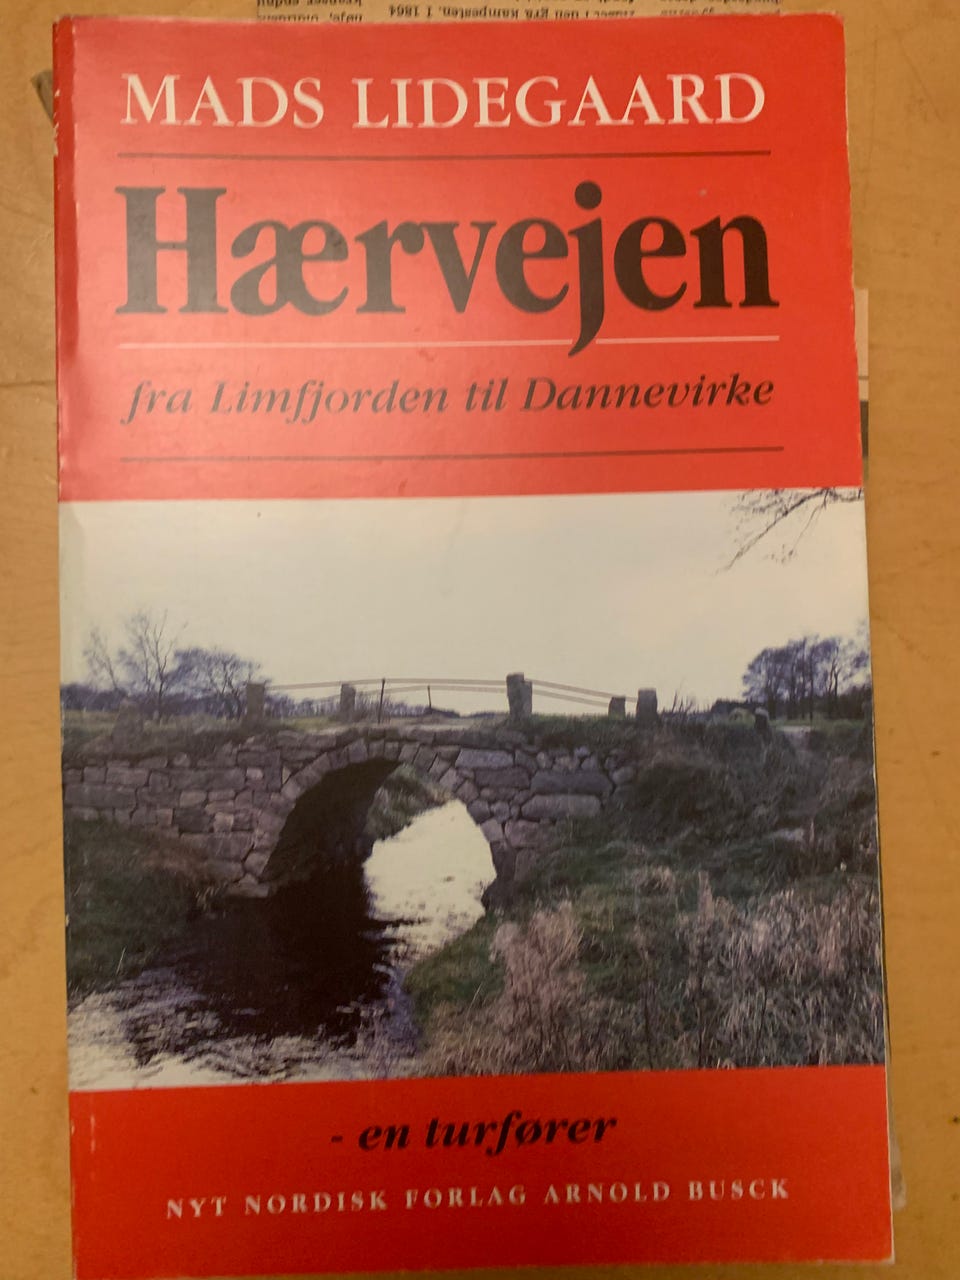 MADS LIDEGAARD
Hærvejen
fra Limfjorden til Dannevirke
- en turfører
NYT NORDISK FORLAG ARNOLD BUSCK